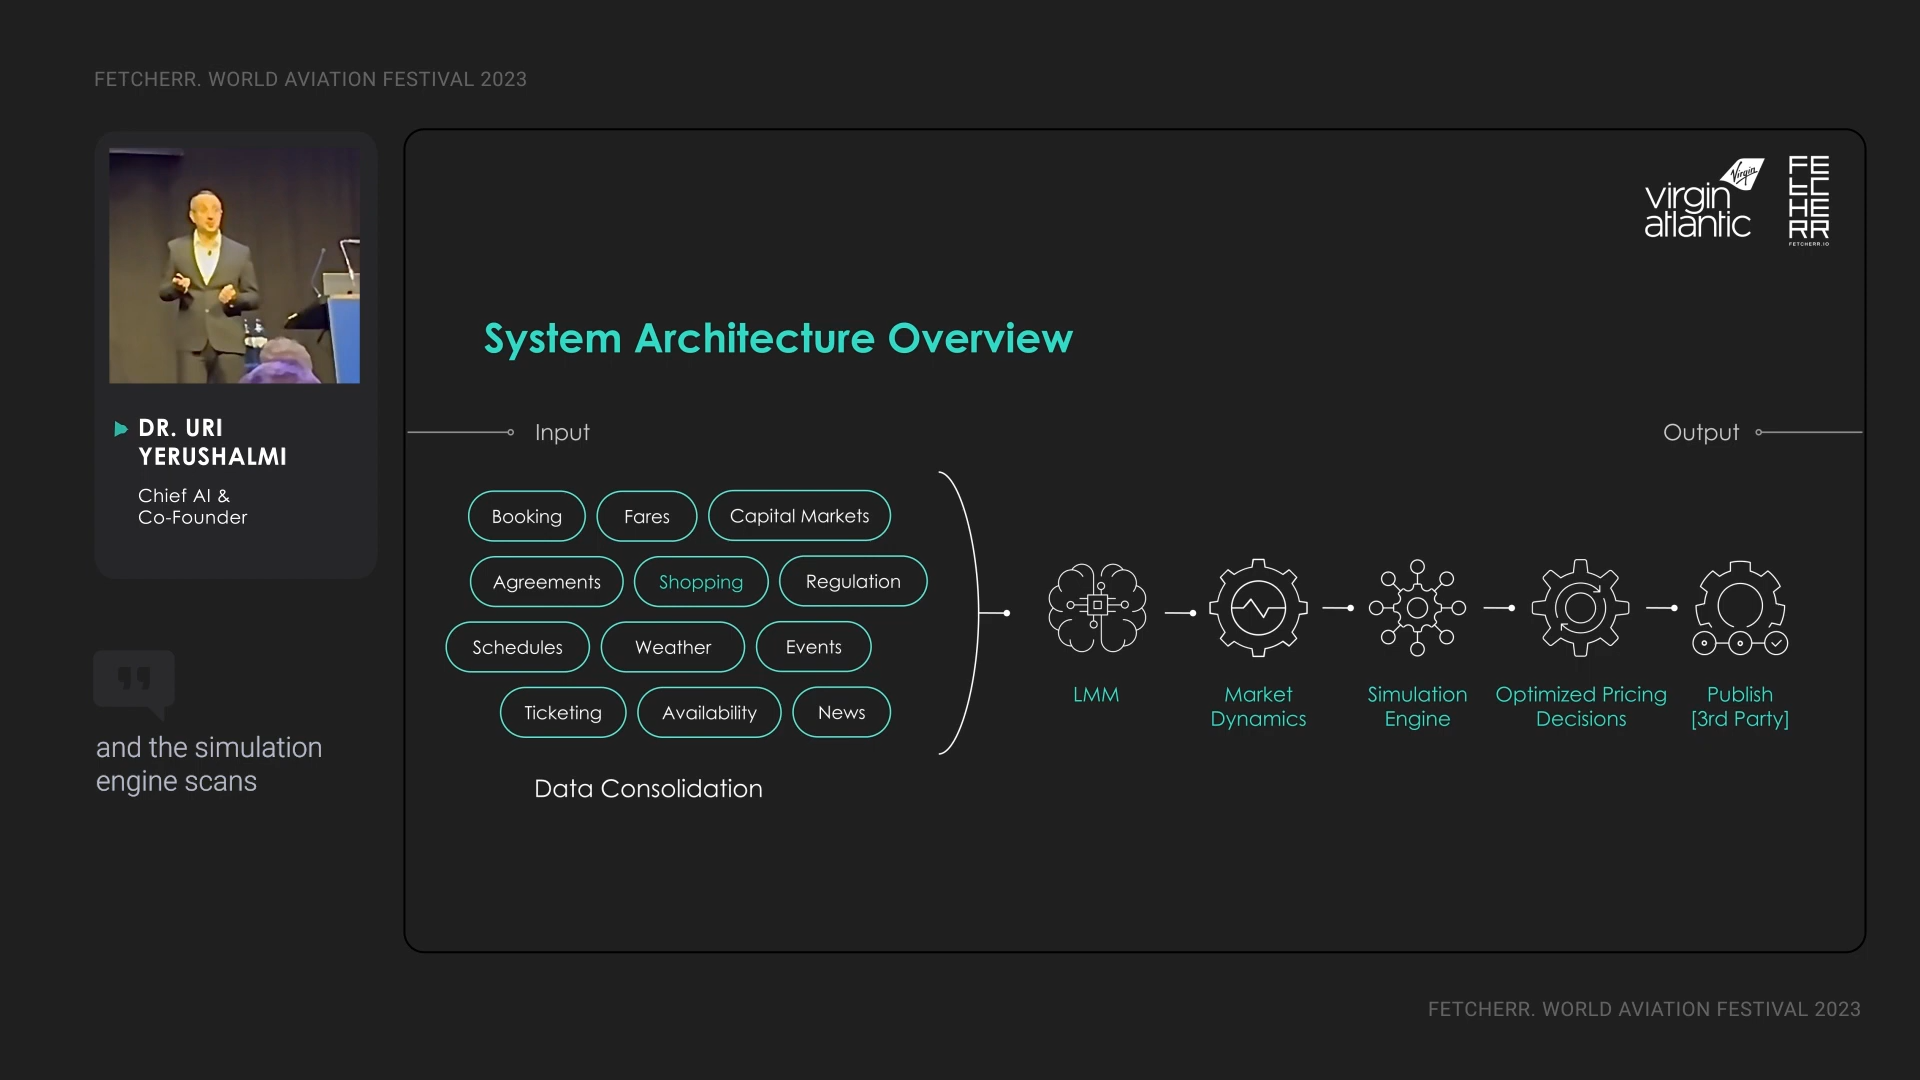 FETCHERR. WORLD AVIATION FESTIVAL 2023
DR. URI
YERUSHALMI
Chief AI &
Co-Founder
and the simulation
engine scans
Virgin
virgin
atlantic
FE
TC
HE
RR
FETCHERR.IO
System Architecture Overview
Input
Output
Booking
Fares
Capital Markets
Agreements
Shopping
Regulation
Schedules
Weather
Events
Ticketing
Availability
News
Data Consolidation
LMM
Market
Dynamics
Simulation
Engine
Optimized Pricing
Decisions
Publish
[3rd Party]
FETCHERR. WORLD AVIATION FESTIVAL 2023